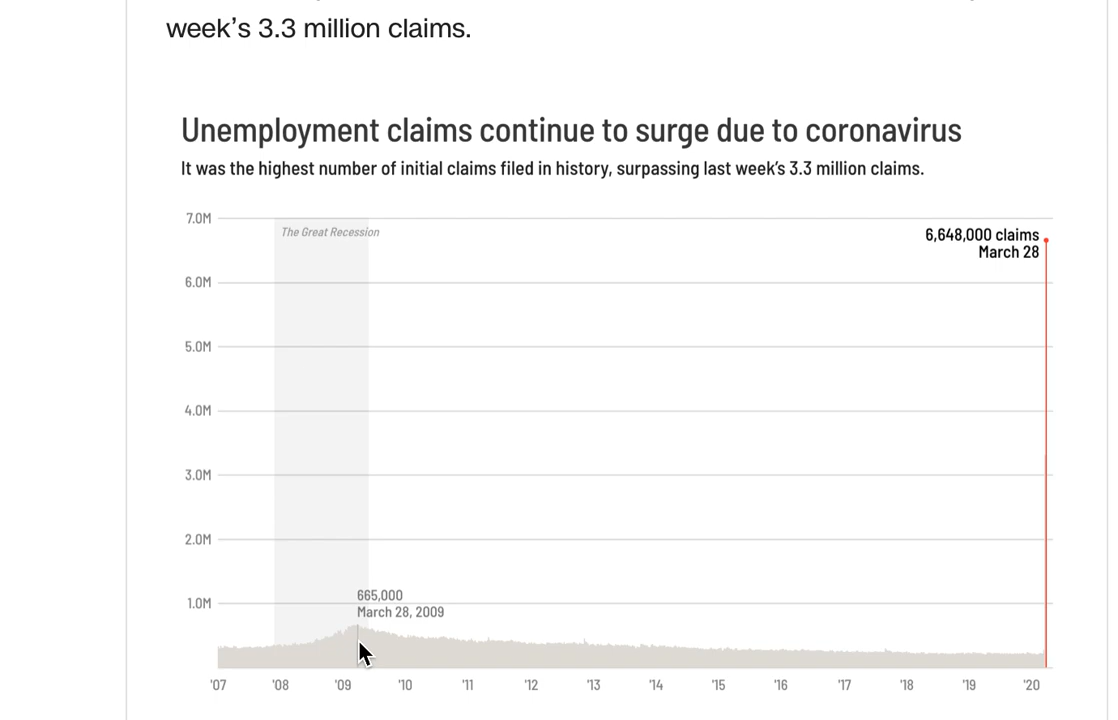 week’s 3.3 million claims.
Unemployment claims continue to surge due to coronavirus
It was the highest number of initial claims filed in history, surpassing last week’s 3.3 million claims.
7.0M
The Great Recession
6,648,000 claims
March 28
6.0M
5.0M
4.0M
3.0M
2.0M
1.0M
665,000
March 28, 2009
'07 '08 '09 '10 '11 '12 '13 '14 '15 '16 '17 '18 '19 '20